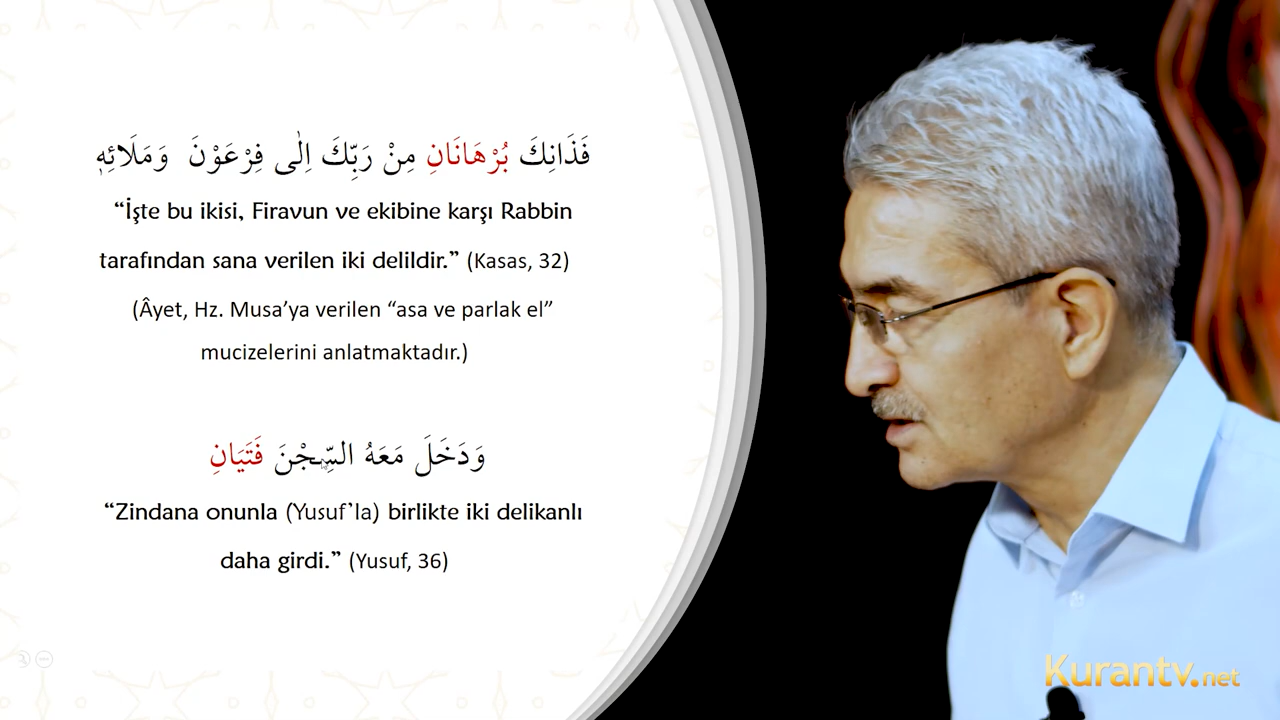 فَذَانِكَ بُرْهَانَانِ مِنْ رَبِّكَ اِلٰى فِرْعَوْنَ وَمَلَائِهٖ
“İşte bu ikisi, Firavun ve ekibine karşı Rabbin
tarafından sana verilen iki delildir.” (Kasas, 32)
(Âyet, Hz. Musa’ya verilen “asa ve parlak el”
mucizelerini anlatmaktadır.)
وَدَخَلَ مَعَهُ السِّجْنَ فَتَيَانِ
“Zindana onunla (Yusuf’la) birlikte iki delikanlı
daha girdi.” (Yusuf, 36)
Kurantv.net